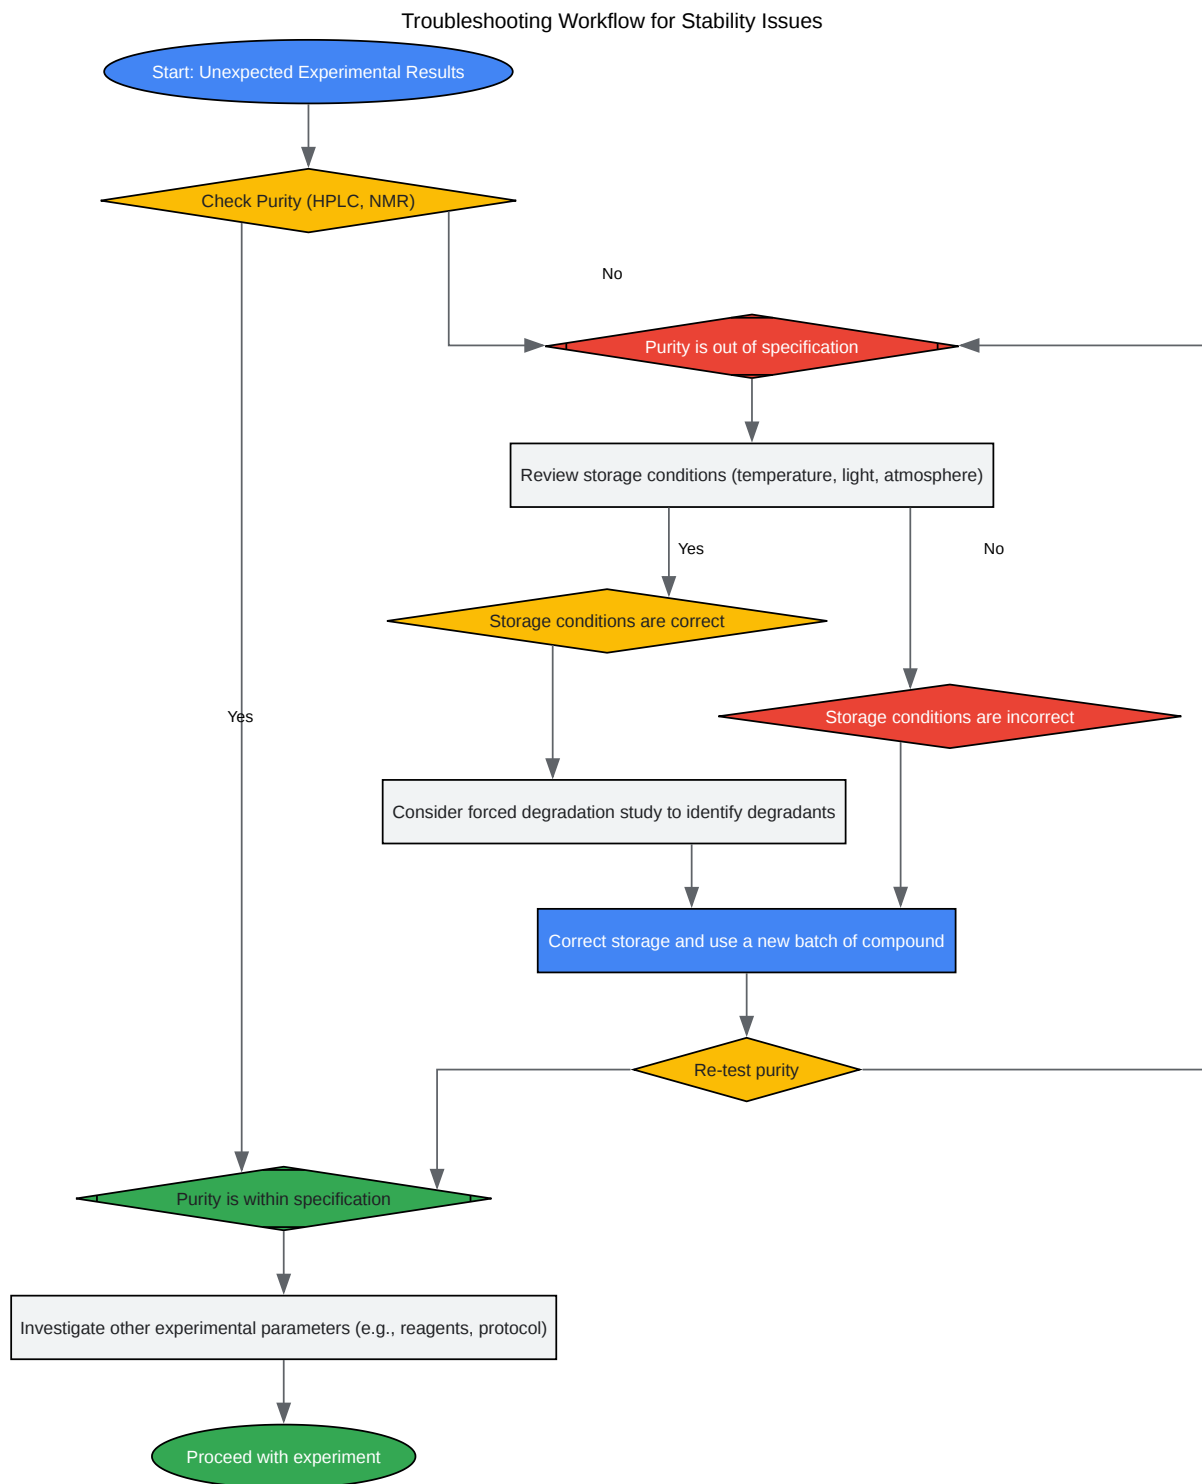 Troubleshooting Workflow for Stability Issues
Start: Unexpected Experimental Results
Check Purity (HPLC, NMR)
No
Purity is out of specification
Review storage conditions (temperature, light, atmosphere)
Yes
No
Storage conditions are correct
Yes
Storage conditions are incorrect
Consider forced degradation study to identify degradants
Correct storage and use a new batch of compound
Re-test purity
Purity is within specification
Investigate other experimental parameters (e.g., reagents, protocol)
Proceed with experiment